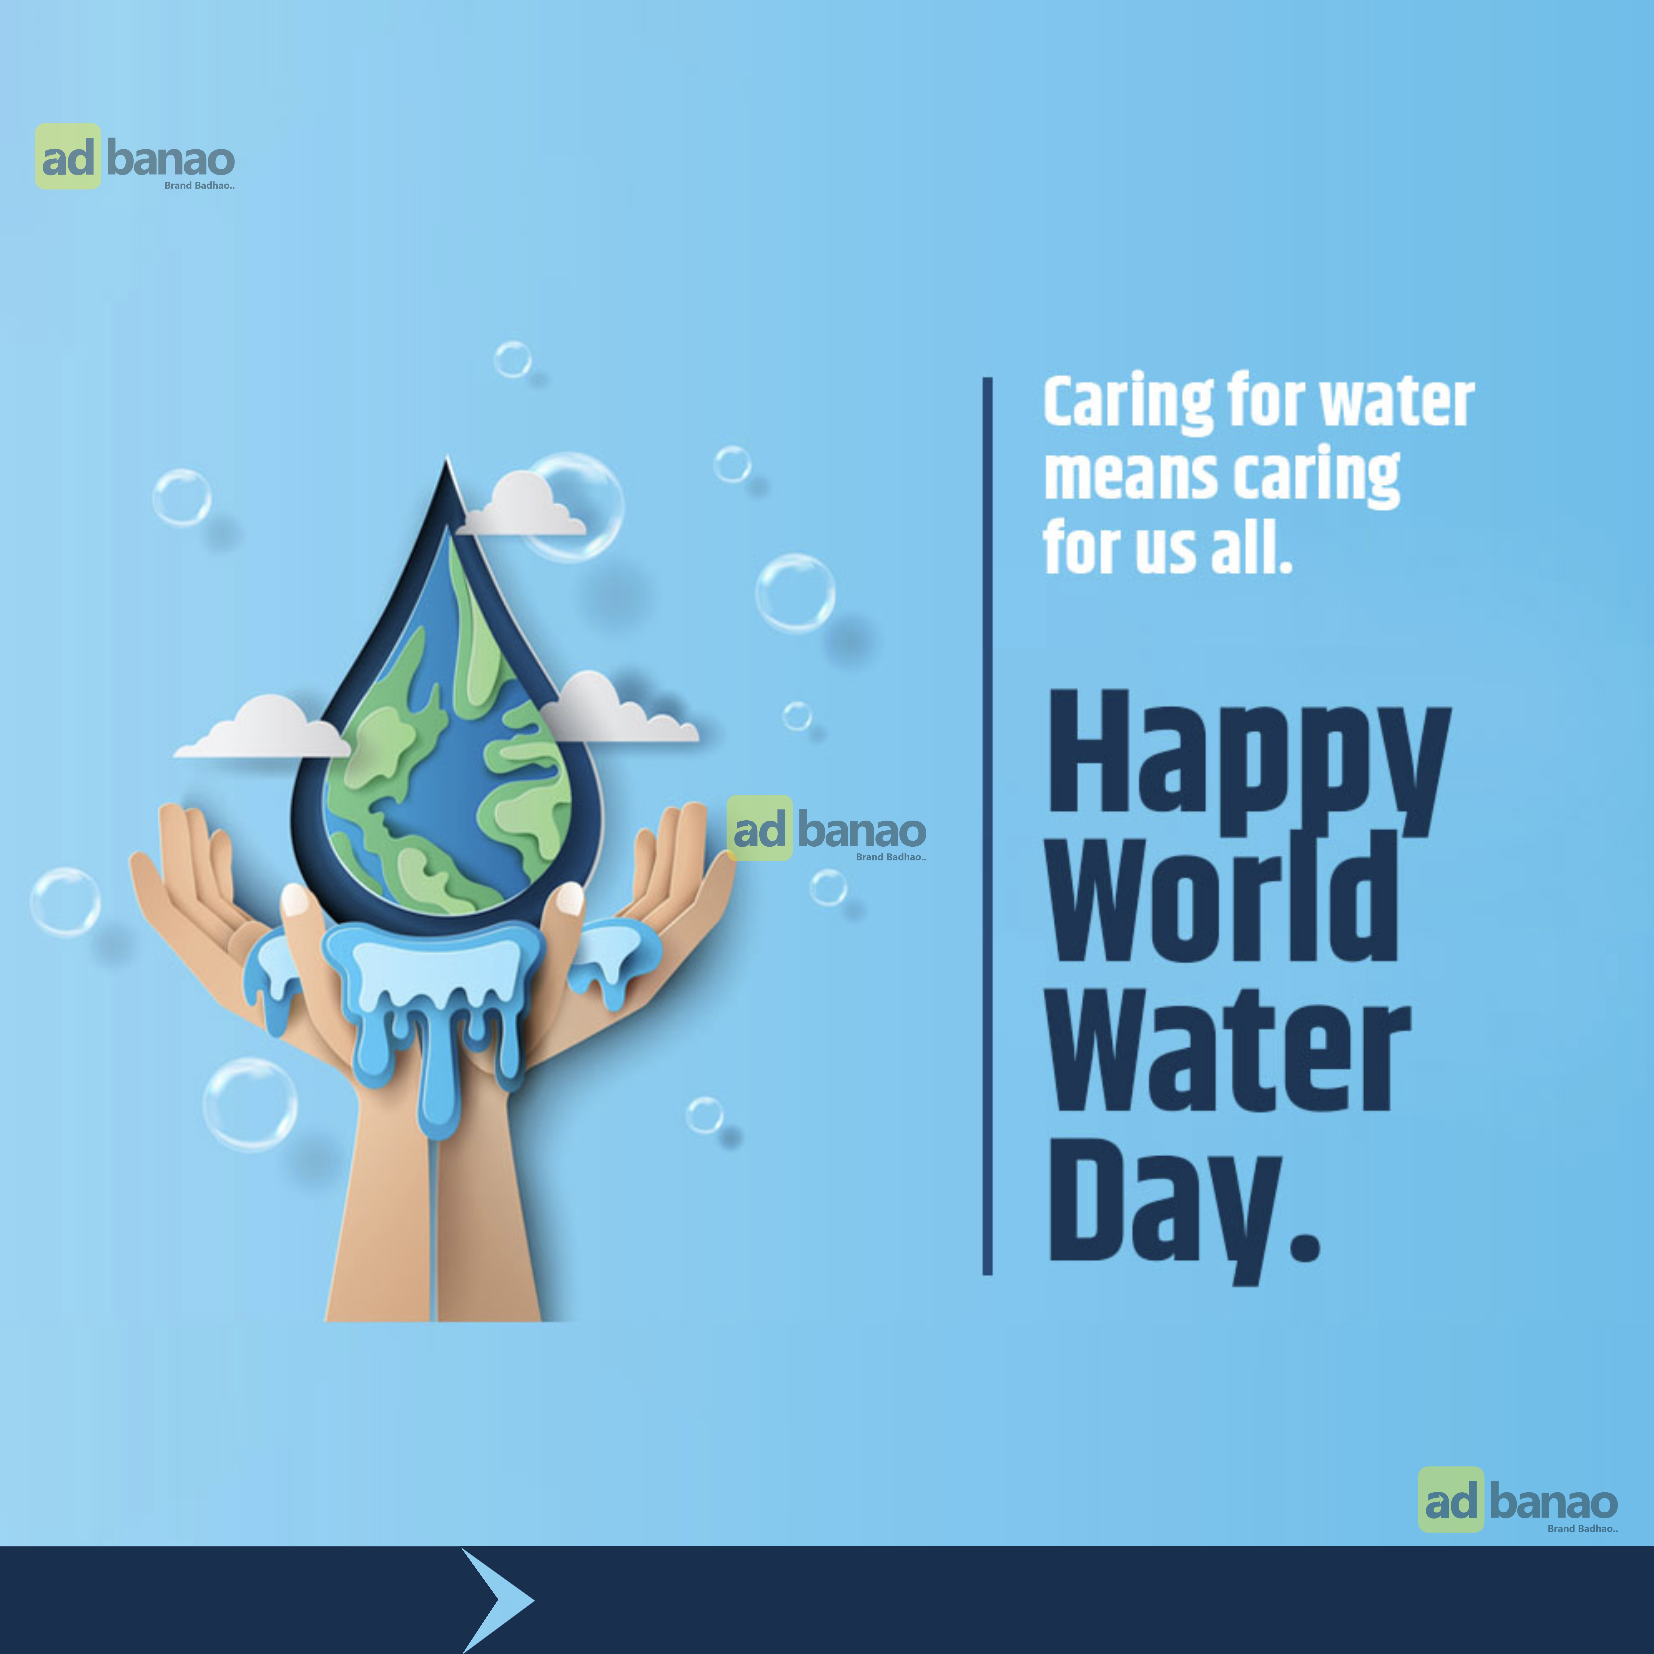 ad banao
Brand Badhao..
Caring for water
means caring
for us all.
Happy
World
Water
Day.
ad banao
Brand Badhao..
ad banao
Brand Badhao..